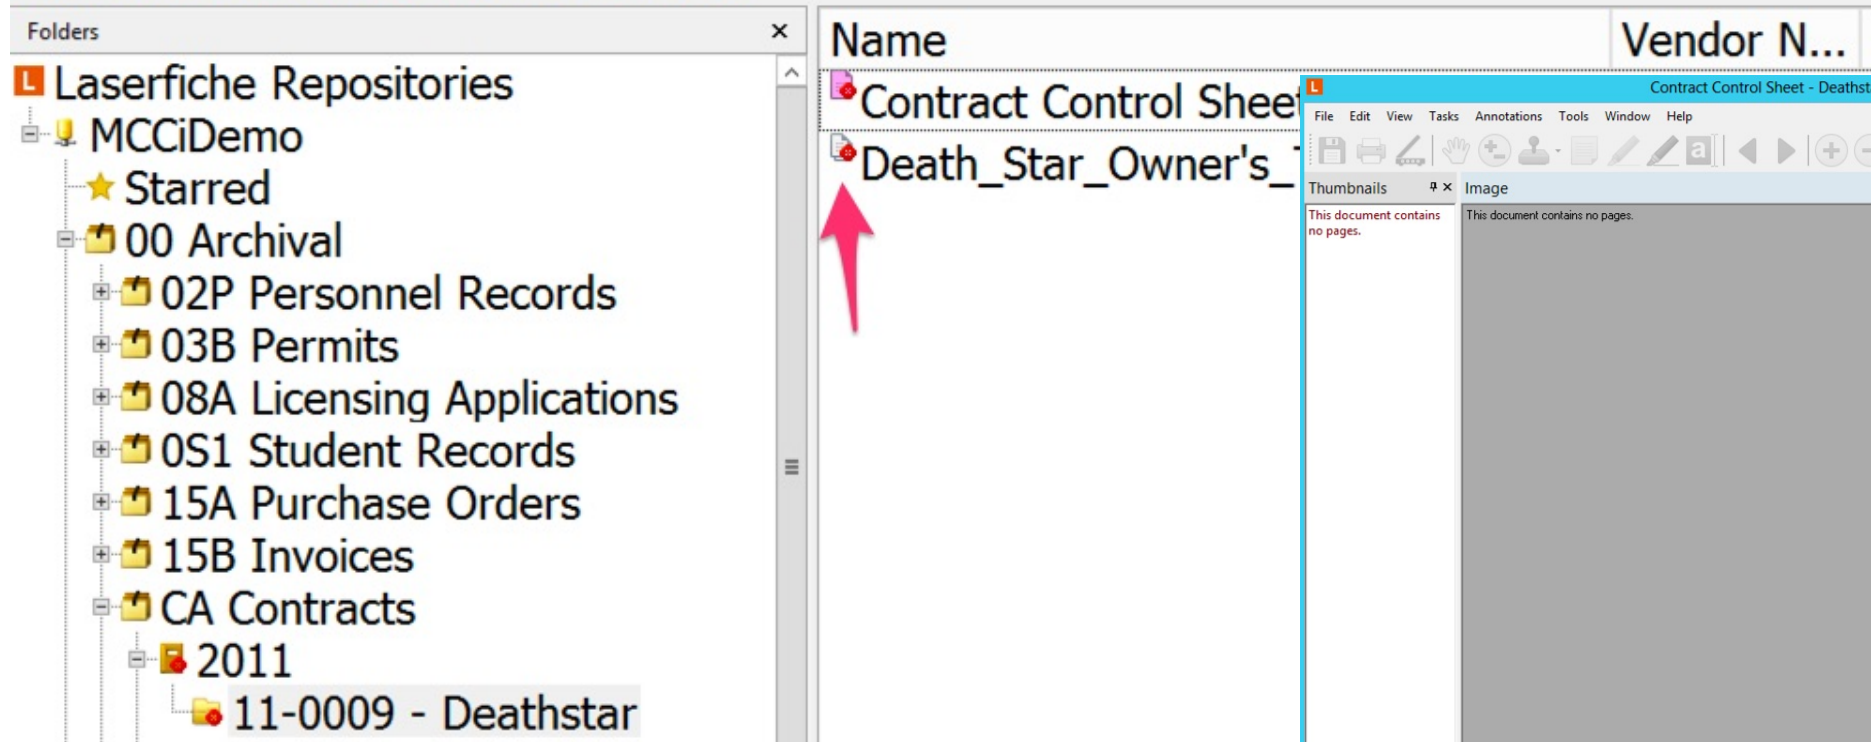 Folders
Laserfiche Repositories
MCCiDemo
Starred
00 Archival
02P Personnel Records
03B Permits
08A Licensing Applications
0S1 Student Records
15A Purchase Orders
15B Invoices
CA Contracts
2011
11-0009 - Deathstar
Name Vendor N...
Contract Control Sheet
Death_Star_Owner's_
L
Contract Control Sheet - Deathst
File Edit View Tasks Annotations Tools Window Help
a
Thumbnails Image
This document contains
no pages.
This document contains no pages.